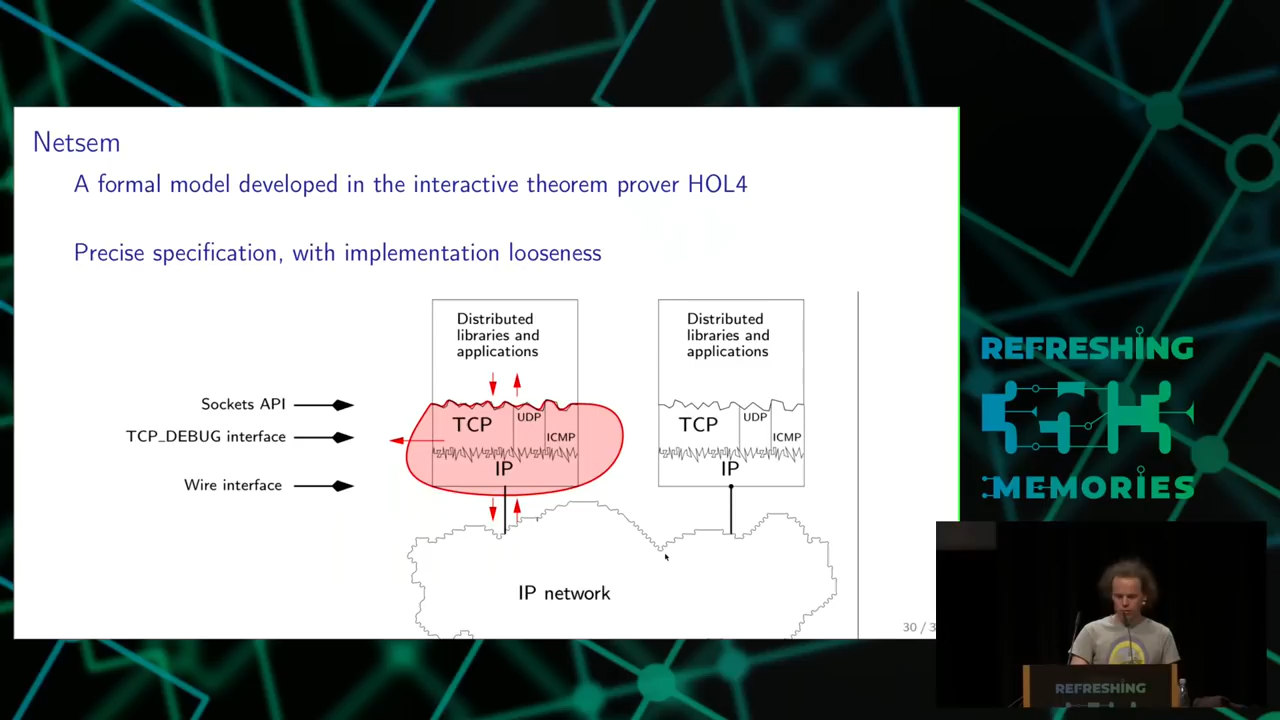 Netsem
A formal model developed in the interactive theorem prover HOL4
Precise specification, with implementation looseness
Distributed
libraries and
applications
Distributed
libraries and
applications
Sockets API
TCP_DEBUG interface
Wire interface
TCP
UDP
ICMP
IP
TCP
UDP
ICMP
IP
IP network
30 / 3
REFRESHING
MEMORIES
REFRESHING